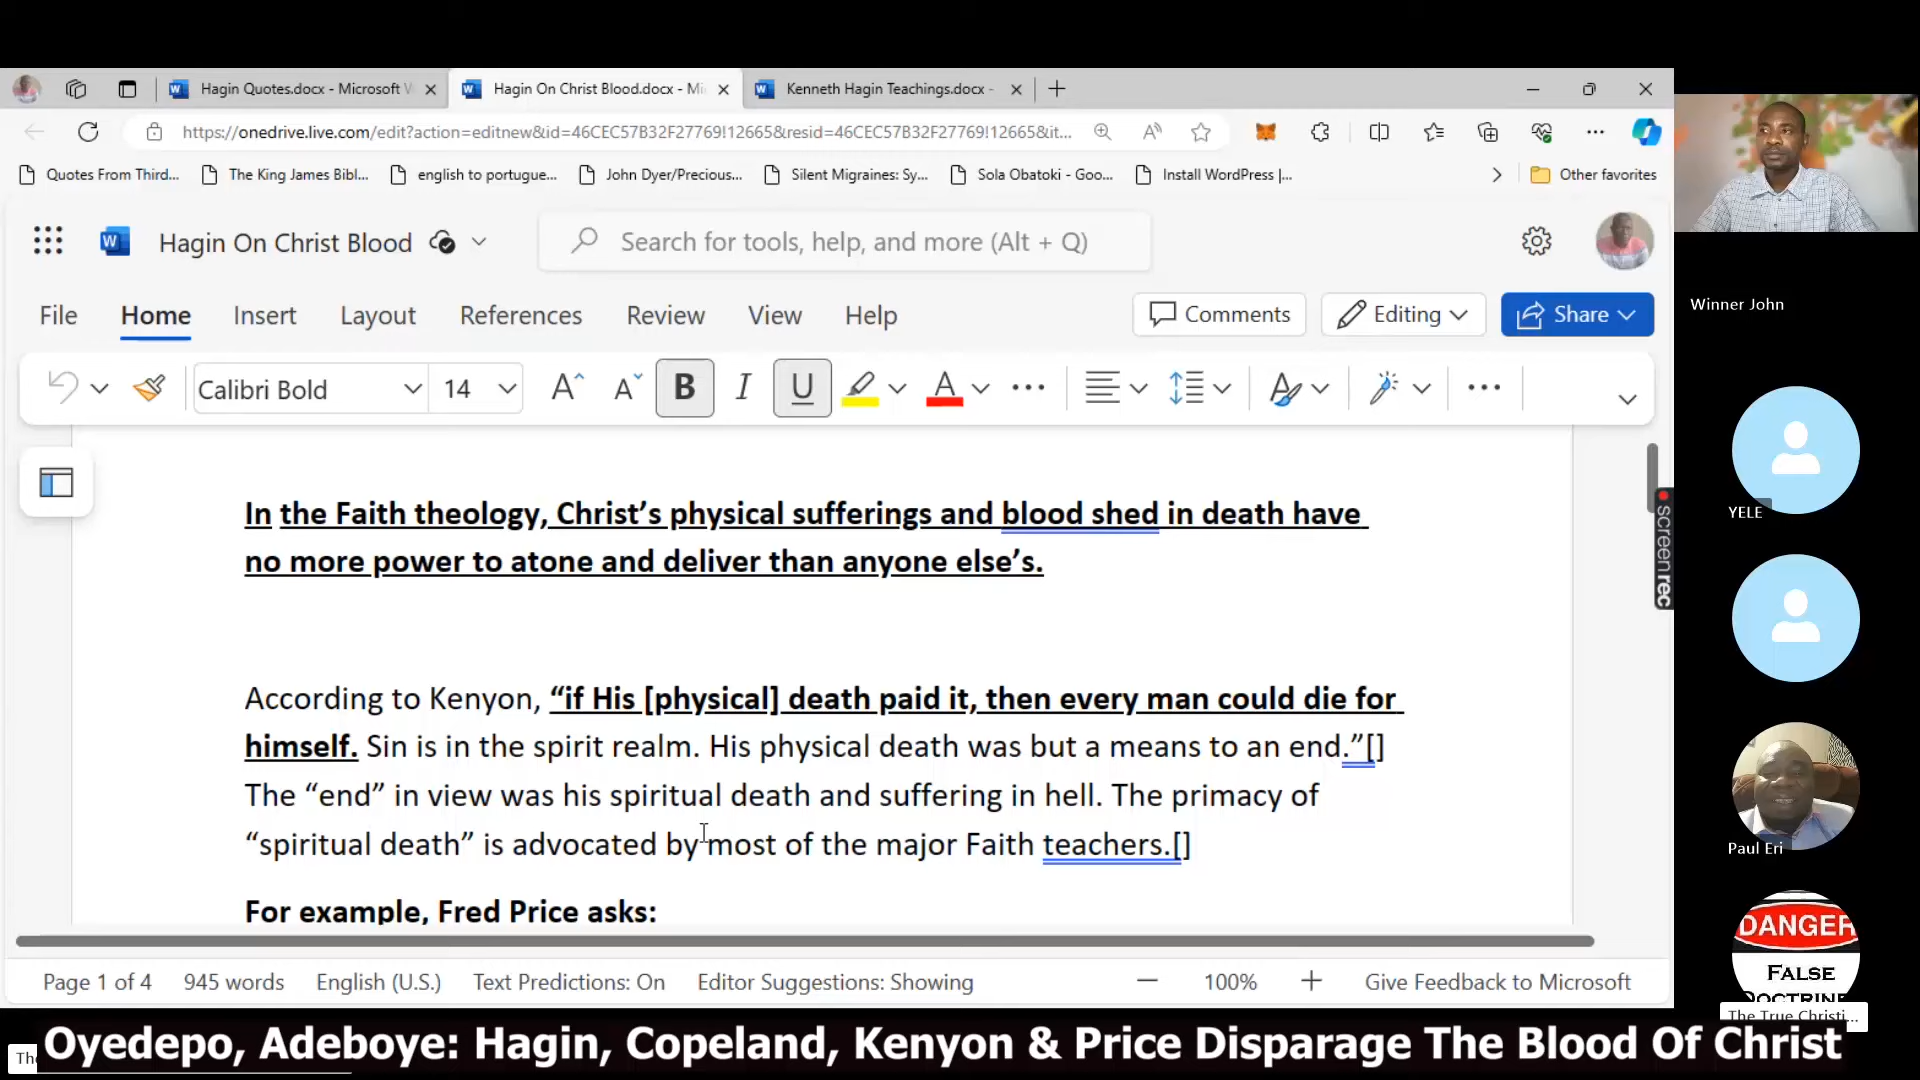 Hagin Quotes.docx - Microsoft W
Hagin On Christ Blood.docx - Mi
Kenneth Hagin Teachings.docx -
https://onedrive.live.com/edit?action=editnew&id=46CEC57B32F27769!12665&resid=46CEC57B32F27769!12665&it...
Quotes From Third...
The King James Bibl...
english to portugue...
John Dyer/Precious...
Silent Migraines: Sy...
Sola Obatoki - Goo...
Install WordPress |...
Other favorites
W
Hagin On Christ Blood
Search for tools, help, and more (Alt + Q)
File Home Insert Layout References Review View Help
Comments
Editing
Share
Calibri Bold
14
In the Faith theology, Christ’s physical sufferings and blood shed in death have
no more power to atone and deliver than anyone else’s.
According to Kenyon, “if His [physical] death paid it, then every man could die for
himself. Sin is in the spirit realm. His physical death was but a means to an end.”[]
The “end” in view was his spiritual death and suffering in hell. The primacy of
“spiritual death” is advocated by most of the major Faith teachers.[]
For example, Fred Price asks:
Page 1 of 4
945 words
English (U.S.)
Text Predictions: On
Editor Suggestions: Showing
100%
Give Feedback to Microsoft
screenrec
Winner John
YELE
Paul Eri
DANGER
FALSE
DOCTRINE
The True Christi...
Th
Oyedepo, Adeboye: Hagin, Copeland, Kenyon & Price Disparage The Blood Of Christ